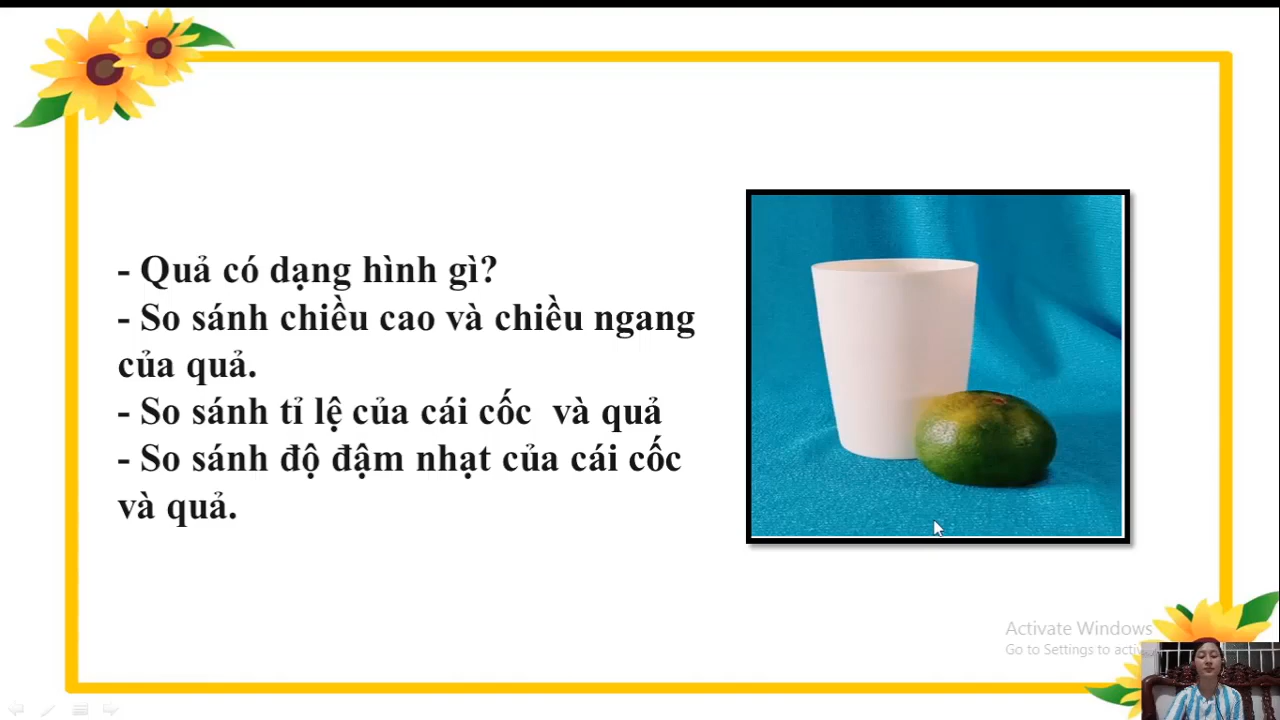 - Quả có dạng hình gì?
- So sánh chiều cao và chiều ngang
của quả.
- So sánh tỉ lệ của cái cốc  và quả
- So sánh độ đậm nhạt của cái cốc
và quả.
Activate Windows
Go to Settings to